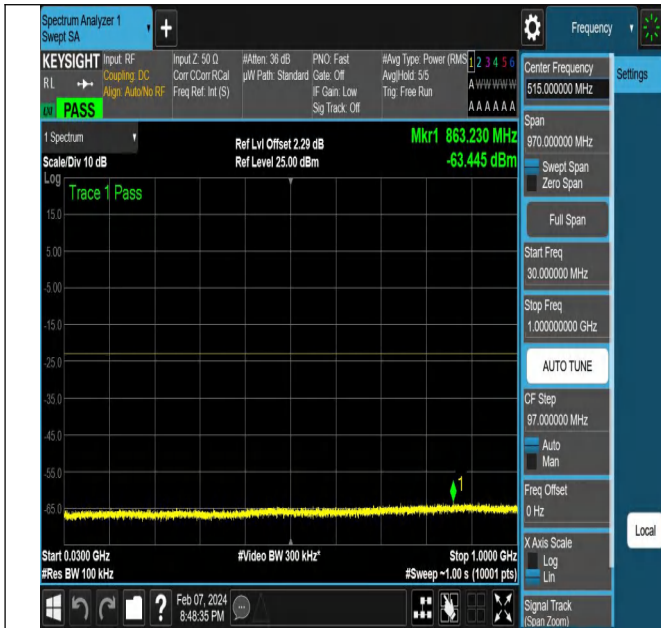 Spectrum Analyzer 1
Swept SA
+
Frequency
KEYSIGHT
RL
PASS
Input: RF
Coupling: DC
Align: Auto/No RF
Input Z: 50 Ω
Corr CCorr RCal
Freq Ref: Int (S)
#Atten: 36 dB
µW Path: Standard
PNO: Fast
Gate: Off
IF Gain: Low
Sig Track: Off
#Avg Type: Power (RMS
Avg|Hold: 5/5
Trig: Free Run
1 2 3 4 5 6
A W W W W W
A A A A A A
Center Frequency
515.000000 MHz
Settings
1 Spectrum
Scale/Div 10 dB
Ref Lvl Offset 2.29 dB
Ref Level 25.00 dBm
Mkr1 863.230 MHz
-63.445 dBm
Span
970.000000 MHz
Swept Span
Zero Span
Full Span
Start Freq
30.000000 MHz
Stop Freq
1.000000000 GHz
AUTO TUNE
CF Step
97.000000 MHz
Auto
Man
Freq Offset
0 Hz
Local
X Axis Scale
Log
Lin
Signal Track
(Span Zoom)
Log
Trace 1 Pass
15.0
5.00
-5.00
-15.0
-25.0
-35.0
-45.0
-55.0
-65.0
1
Start 0.0300 GHz
#Res BW 100 kHz
#Video BW 300 kHz*
Stop 1.0000 GHz
#Sweep ~1.00 s (10001 pts)
?
Feb 07, 2024
8:48:35 PM